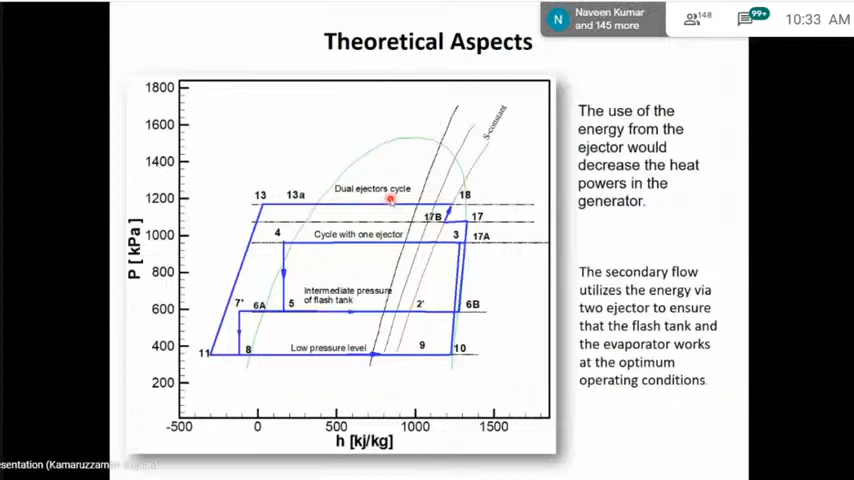 Naveen Kumar
and 145 more
148
99+
10:33 AM
Theoretical Aspects
1800
1600
1400
1200
1000
800
600
400
200
-500
0
500
1000
1500
P [ kPa]
h [kj/kg]
S-constant
13
13a
Dual ejectors cycle
18
17B
17
4
Cycle with one ejector
3
17A
Intermediate pressure
of flash tank
7'
6A
5
2'
6B
11
8
Low pressure level
9
10
The use of the
energy from the
ejector would
decrease the heat
powers in the
generator.
The secondary flow
utilizes the energy via
two ejector to ensure
that the flash tank and
the evaporator works
at the optimum
operating conditions.
N
esentation (Kamaruzzaman